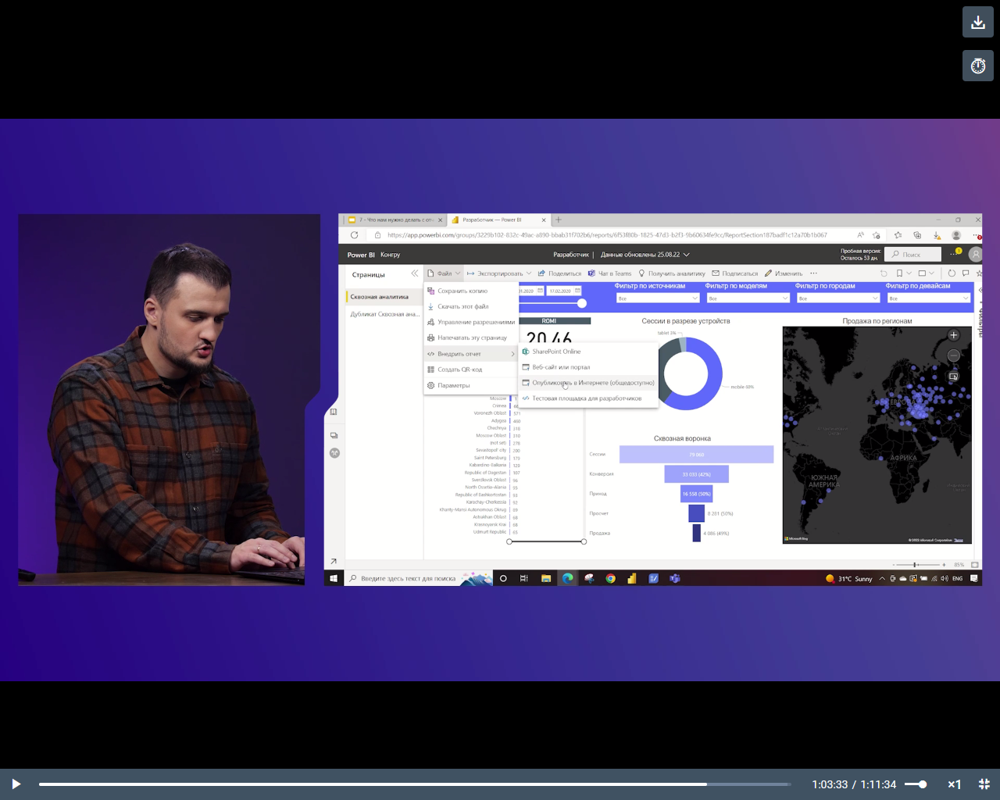 7 - Что нам нужно делать с отч
Разработчик — Power BI
https://app.powerbi.com/groups/3229b102-832c-49ac-a890-bbab31f702b6/reports/6f53f80b-1825-47d3-b2f3-9b60634fe9cc/ReportSection187badf1c12a70b1b067
Power BI Конгру
Разработчик | Данные обновлены 25.08.22
Пробная версия:
Осталось 53 дн.
Поиск
Страницы
Файл
Экспортировать
Поделиться
Чат в Teams
Получить аналитику
Подписаться
Изменить
Сквозная аналитика
Дубликат Сквозная ана...
Сохранить копию
Скачать этот файл
Управление разрешениями
Напечатать эту страницу
Внедрить отчет
Создать QR-код
Параметры
SharePoint Online
Веб-сайт или портал
Опубликовать в Интернете (общедоступно)
Тестовая площадка для разработчиков
17.02.2020
Фильтр по источникам
Все
Фильтр по моделям
Все
Фильтр по городам
Все
Фильтр по девайсам
Все
Фильтры
ROMI
20,46
Moscow
Crimea
Voronezh Oblast 571
Adygea 460
Chechnya 318
Moscow Oblast 310
(not set) 278
Sevastopol' city 200
Saint Petersburg 179
Kabardino-Balkaria 123
Republic of Dagestan 107
Sverdlovsk Oblast 96
North Ossetia-Alania 95
Republic of Bashkortostan 93
Karachay-Cherkessia 92
Khanty-Mansi Autonomous Okrug 89
Astrakhan Oblast 68
Krasnoyarsk Krai 68
Udmurt Republic 65
Сессии в разрезе устройств
tablet 3%
mobile 60%
Сквозная воронка
Сессии 79 060
Конверсия 33 033 (42%)
Приход 16 558 (50%)
Просчет 8 281 (50%)
Продажа 4 086 (49%)
Продажа по регионам
ЕВРОПА
АФРИКА
ЮЖНАЯ
АМЕРИКА
Microsoft Bing
© 2022 Microsoft Corporation Terms
85%
Введите здесь текст для поиска
31°C Sunny
ENG
1:03:33 / 1:11:34
×1